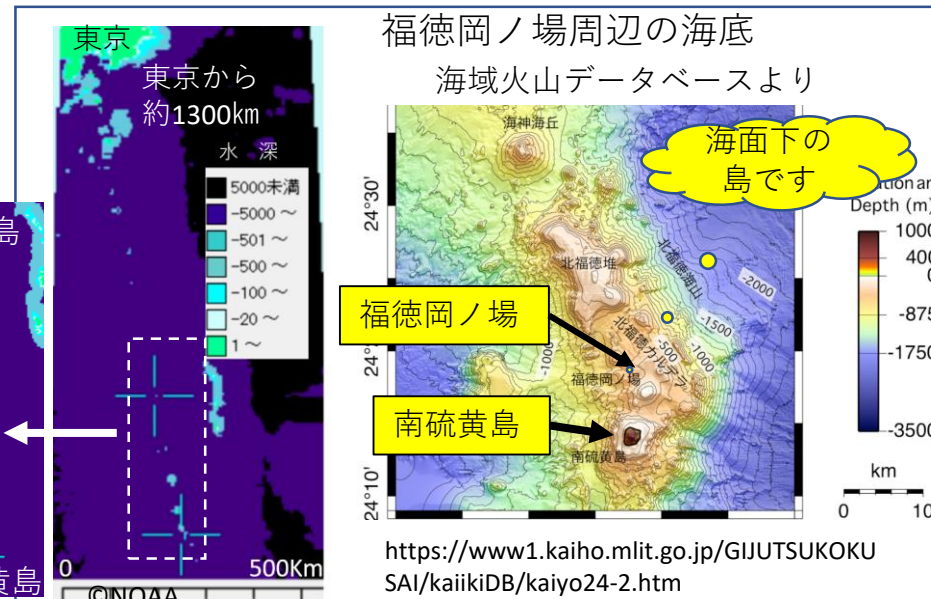 東京
東京から
約1300㎞
水 深
5000未満
-5000 ～
-501 ～
-500 ～
-100 ～
-20 ～
1 ～
島
黄島
0
500Km
©NOAA
福徳岡ノ場周辺の海底
海域火山データベースより
海面下の
島です
海神海丘
24°30'
北福徳堆
北福徳海山
-2000
-1500
福徳岡ノ場
北福徳カルデラ
-500
-1000
-1000
福徳岡ノ場
南硫黄島
南硫黄島
24°10'
Depth (m)
1000
400
0
-875
-1750
-3500
km
0
10
https://www1.kaiho.mlit.go.jp/GIJUTSUKOKU
SAI/kaiikiDB/kaiyo24-2.htm